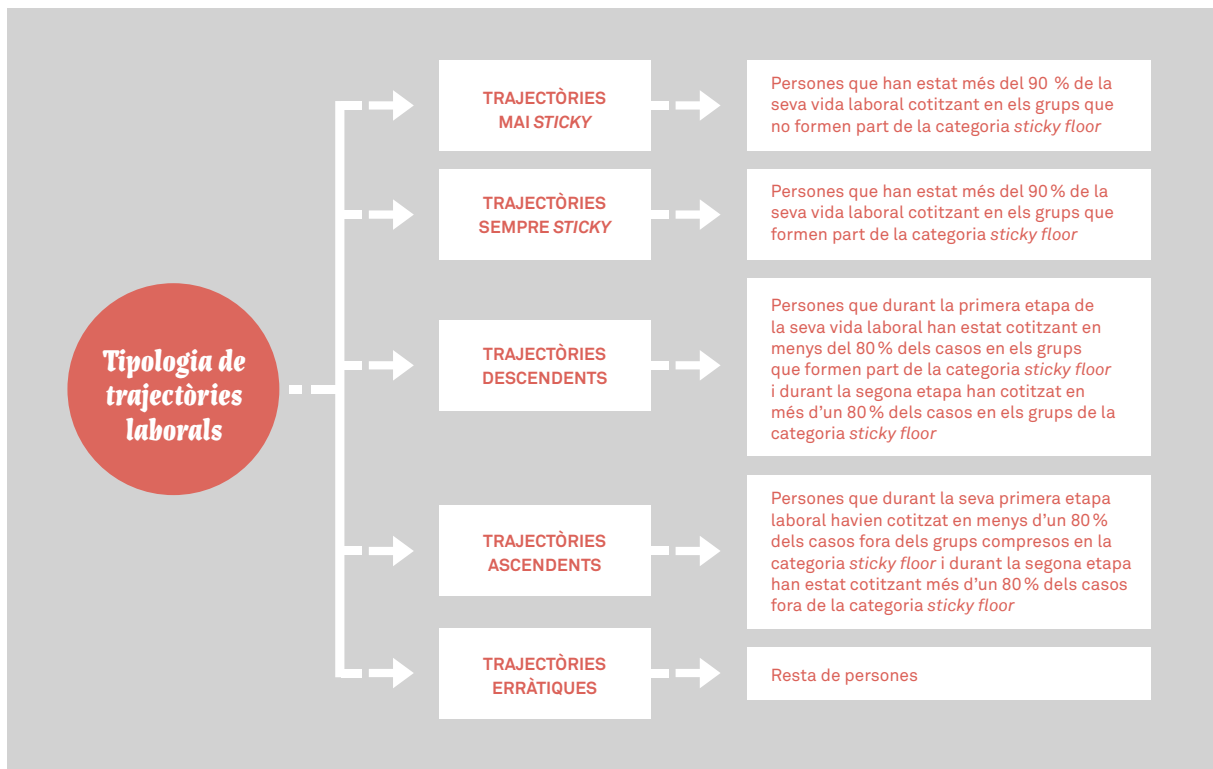 Tipologia de
trajectòries
laborals
TRAJECTÒRIES
MAI STICKY
Persones que han estat més del 90 % de la
seva vida laboral cotitzant en els grups que
no formen part de la categoria sticky floor
TRAJECTÒRIES
SEMPRE STICKY
Persones que han estat més del 90 % de la
seva vida laboral cotitzant en els grups que
formen part de la categoria sticky floor
TRAJECTÒRIES
DESCENDENTS
Persones que durant la primera etapa de
la seva vida laboral han estat cotitzant en
menys del 80 % dels casos en els grups
que formen part de la categoria sticky floor
i durant la segona etapa han cotitzat en
més d’un 80 % dels casos en els grups de la
categoria sticky floor
TRAJECTÒRIES
ASCENDENTS
Persones que durant la seva primera etapa
laboral havien cotitzat en menys d’un 80 %
dels casos fora dels grups compresos en la
categoria sticky floor i durant la segona etapa
han estat cotitzant més d’un 80 % dels casos
fora de la categoria sticky floor
TRAJECTÒRIES
ERRÀTIQUES
Resta de persones